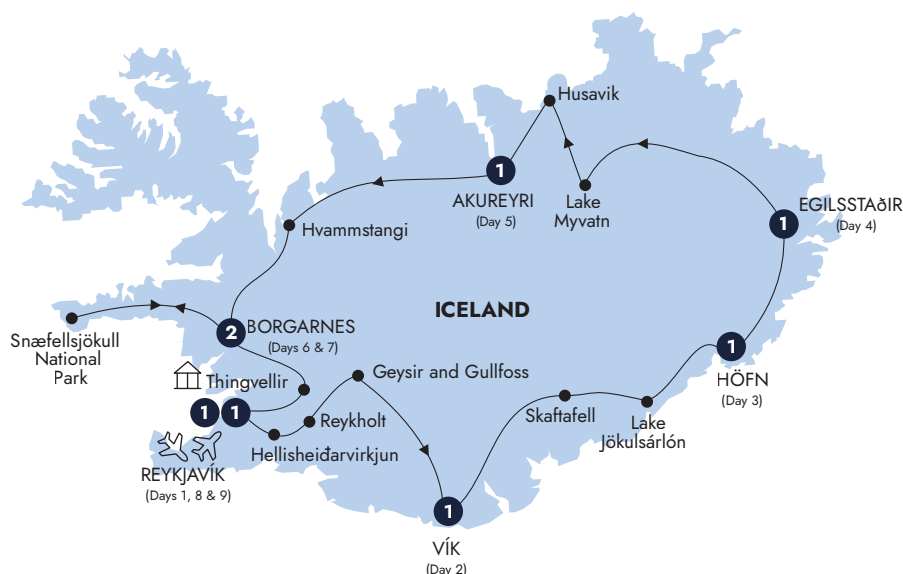 Husavik
1
AKUREYRI
(Day 5)
Lake
Myvatn
EGILSSTAðIR
1
(Day 4)
Hvammstangi
ICELAND
2
BORGARNES
(Days 6 & 7)
Snæfellsjökull
National
Park
1
HÖFN
(Day 3)
Geysir and Gullfoss
Thingvellir
Skaftafell
Lake
Jökulsárlón
1
1
Reykholt
Hellisheiðarvirkjun
REYKJAVÍK
(Days 1, 8 & 9)
1
VÍK
(Day 2)